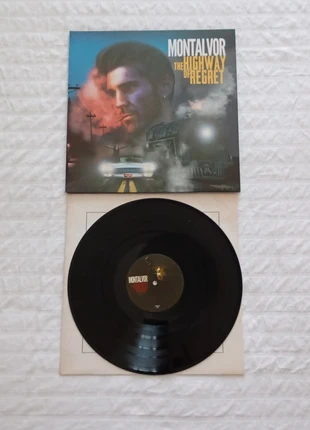 MONTALVOR
THE HIGHWAY
OF REGRET
MONTALVOR